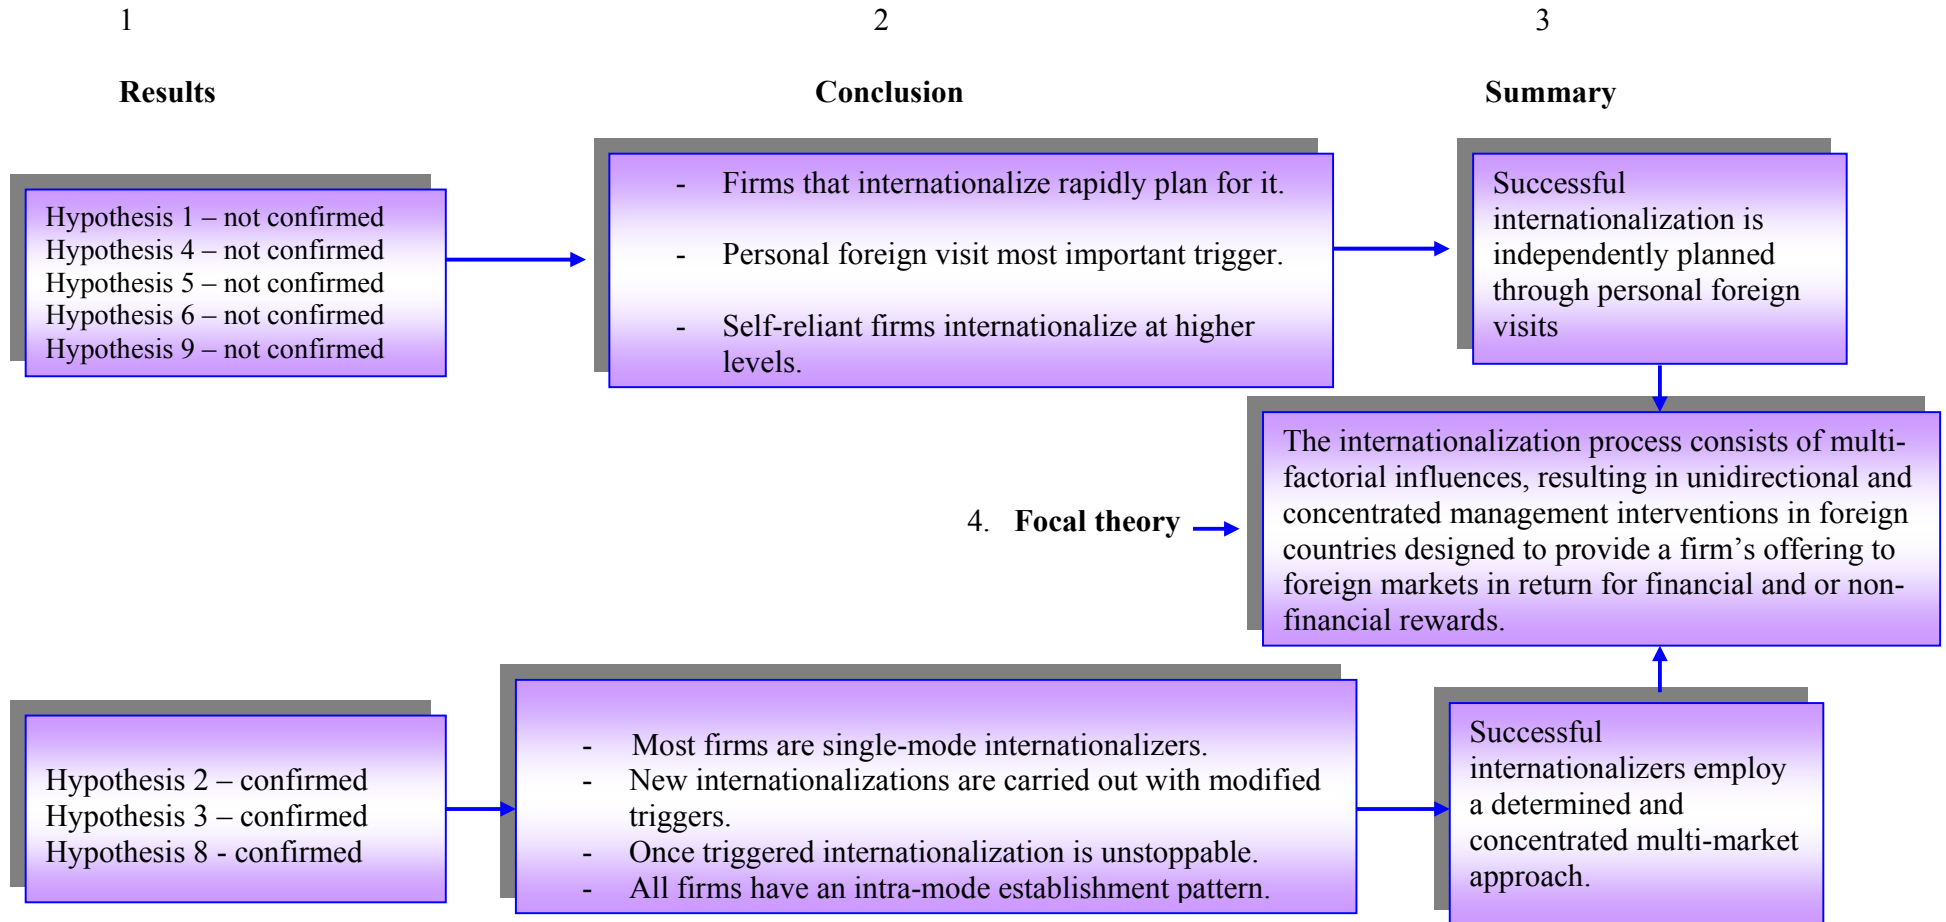 1
2
3
Results
Conclusion
Summary
Hypothesis 1 – not confirmed
Hypothesis 4 – not confirmed
Hypothesis 5 – not confirmed
Hypothesis 6 – not confirmed
Hypothesis 9 – not confirmed
- Firms that internationalize rapidly plan for it.
- Personal foreign visit most important trigger.
- Self-reliant firms internationalize at higher
levels.
Successful
internationalization is
independently planned
through personal foreign
visits
4. Focal theory
The internationalization process consists of multi-
factorial influences, resulting in unidirectional and
concentrated management interventions in foreign
countries designed to provide a firm’s offering to
foreign markets in return for financial and or non-
financial rewards.
Hypothesis 2 – confirmed
Hypothesis 3 – confirmed
Hypothesis 8 - confirmed
- Most firms are single-mode internationalizers.
- New internationalizations are carried out with modified
triggers.
- Once triggered internationalization is unstoppable.
- All firms have an intra-mode establishment pattern.
Successful
internationalizers employ
a determined and
concentrated multi-market
approach.